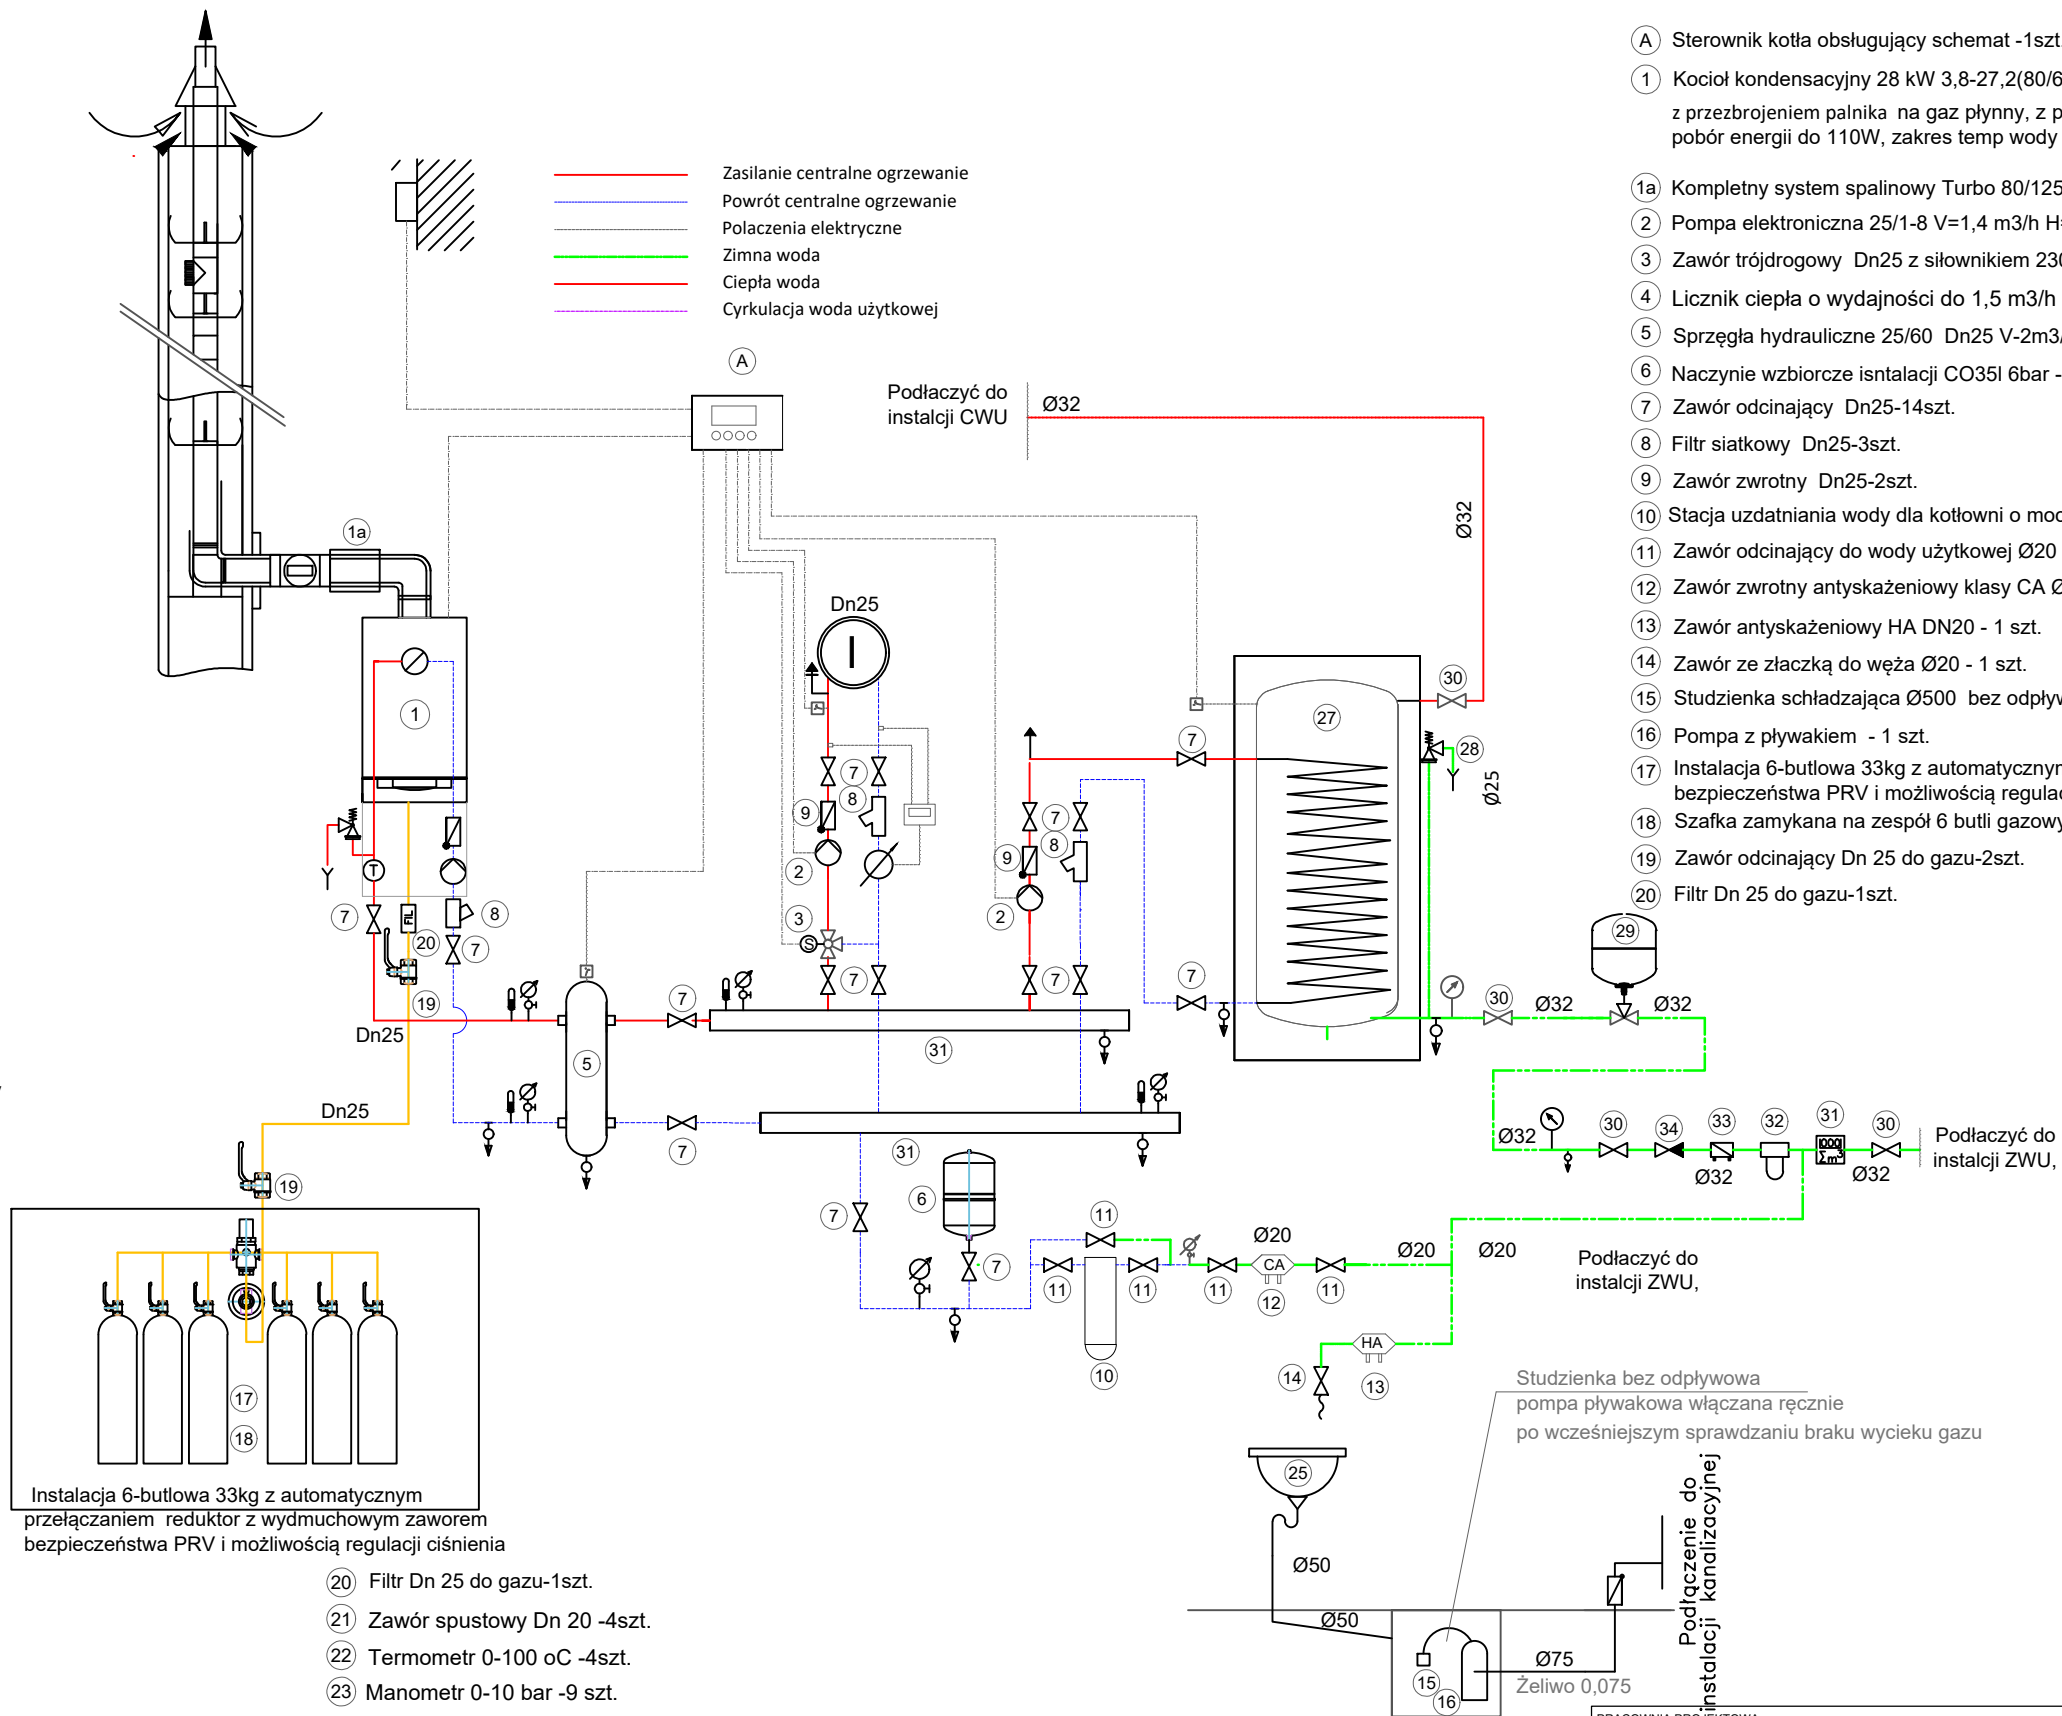 A Sterownik kotła obsługujący schemat -1szt.
1 Kocioł kondensacyjny 28 kW 3,8-27,2(80/6
z przezbrojeniem palnika na gaz płynny, z p
pobór energii do 110W, zakres temp wody
1a Kompletny system spalinowy Turbo 80/125
2 Pompa elektroniczna 25/1-8 V=1,4 m3/h H=
3 Zawór trójdrogowy Dn25 z siłownikiem 230
4 Licznik ciepła o wydajności do 1,5 m3/h
5 Sprzęgła hydrauliczne 25/60 Dn25 V-2m3/
6 Naczynie wzbiorcze isntalacji CO35l 6bar -
7 Zawór odcinający Dn25-14szt.
8 Filtr siatkowy Dn25-3szt.
9 Zawór zwrotny Dn25-2szt.
10 Stacja uzdatniania wody dla kotłowni o moc
11 Zawór odcinający do wody użytkowej Ø20
12 Zawór zwrotny antyskażeniowy klasy CA Ø
13 Zawór antyskażeniowy HA DN20 - 1 szt.
14 Zawór ze złaczką do węża Ø20 - 1 szt.
15 Studzienka schładzająca Ø500 bez odpływ
16 Pompa z pływakiem - 1 szt.
17 Instalacja 6-butlowa 33kg z automatycznym
bezpieczeństwa PRV i możliwością regulac
18 Szafka zamykana na zespół 6 butli gazowy
19 Zawór odcinający Dn 25 do gazu-2szt.
20 Filtr Dn 25 do gazu-1szt.
Zasilanie centralne ogrzewanie
Powrót centralne ogrzewanie
Polaczenia elektryczne
Zimna woda
Ciepła woda
Cyrkulacja woda użytkowej
A
Podłaczyć do
instalcji CWU
Ø32
Ø32
1a
Dn25
1
27
30
28
Ø25
7
7
8
9
2
3
7
7
8
9
2
7
7
T
7
FIL
20
8
7
19
S
Dn25
5
7
31
29
30
Ø32
Ø32
Dn25
7
31
6
7
7
19
Ø32
30
34
33
32
31
30
0001
Σm3
Ø32
Ø32
Podłaczyć do
instalcji ZWU,
11
11
11
10
11
CA
12
11
Ø20
Ø20
Ø20
Podłaczyć do
instalcji ZWU,
HA
14
13
17
18
Instalacja 6-butlowa 33kg z automatycznym
przełączaniem reduktor z wydmuchowym zaworem
bezpieczeństwa PRV i możliwością regulacji ciśnienia
20 Filtr Dn 25 do gazu-1szt.
21 Zawór spustowy Dn 20 -4szt.
22 Termometr 0-100 oC -4szt.
23 Manometr 0-10 bar -9 szt.
Studzienka bez odpływowa
pompa pływakowa włączana ręcznie
po wcześniejszym sprawdzaniu braku wycieku gazu
25
Ø50
Ø50
15
16
Ø75
Żeliwo 0,075
Podłączenie do
instalacji kanalizacyjnej